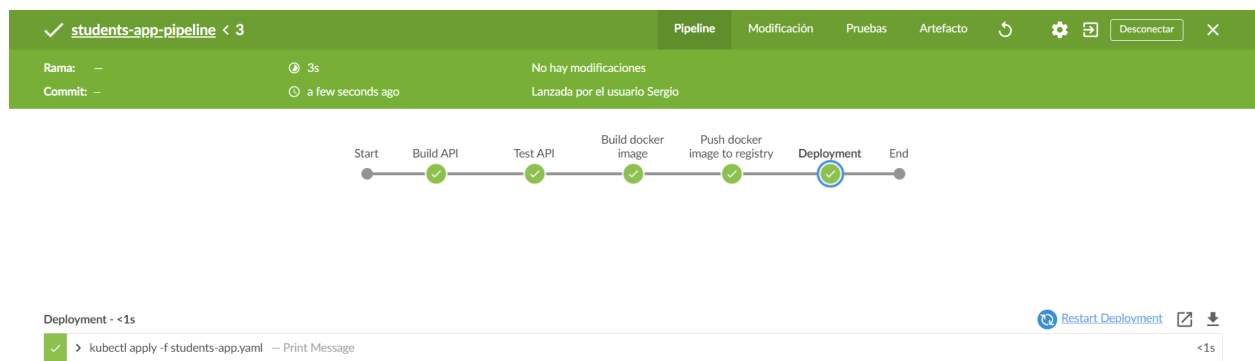 students-app-pipeline < 3
Pipeline Modificación Pruebas Artefacto Desconectar
Rama: — 3s No hay modificaciones
Commit: – a few seconds ago Lanzada por el usuario Sergio
Build docker Push docker
Start Build API Test API image image to registry Deployment End
Deployment - <1s Restart Deployment
kubectl apply -f students-app.yaml — Print Message <1s